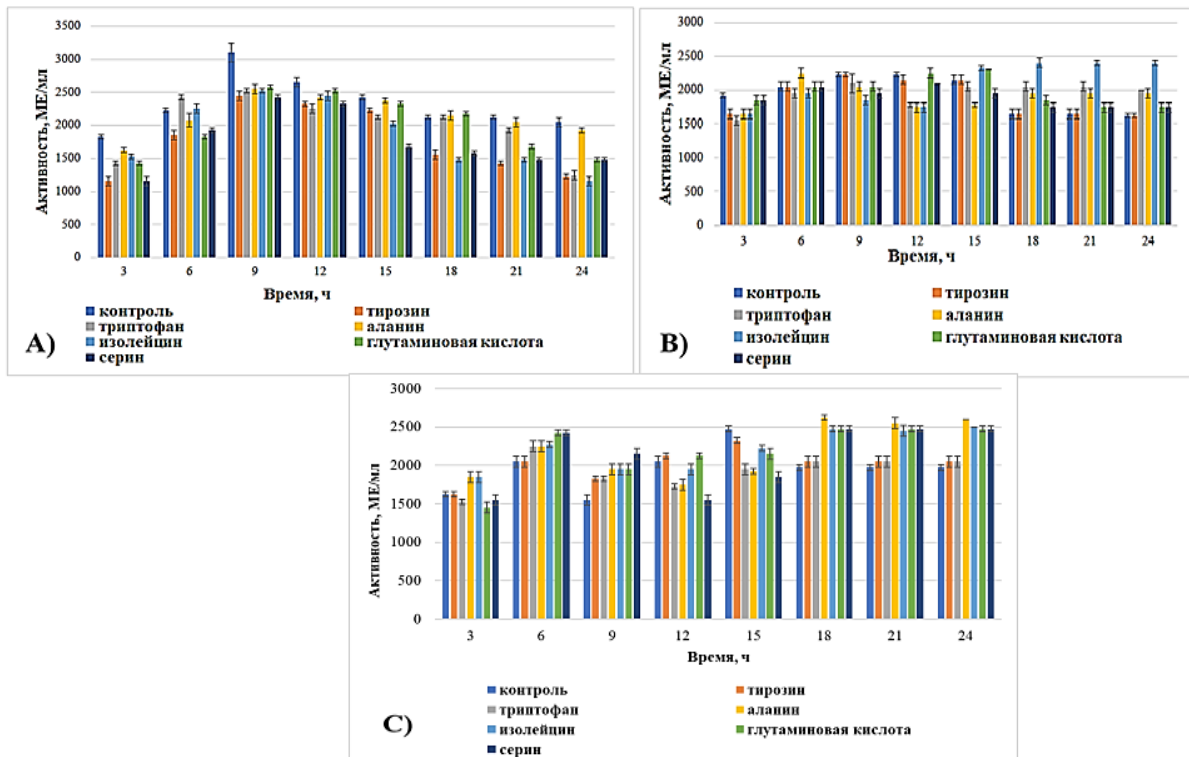 3500
3000
2500
2000
1500
1000
500
0
Активность, МЕ/мл
3 6 9 12 15 18 21 24
Время, ч
контроль тирозин
триптофан аланин
изолейцин глутаминовая кислота
серин
A)
3000
2500
2000
1500
1000
500
0
Активность, МЕ/мл
3 6 9 12 15 18 21 24
Время, ч
контроль тирозин
триптофан аланин
изолейцин глутаминовая кислота
серин
B)
3000
2500
2000
1500
1000
500
0
Активность, МЕ/мл
3 6 9 12 15 18 21 24
Время, ч
контроль тирозин
триптофан аланин
изолейцин глутаминовая кислота
серин
C)